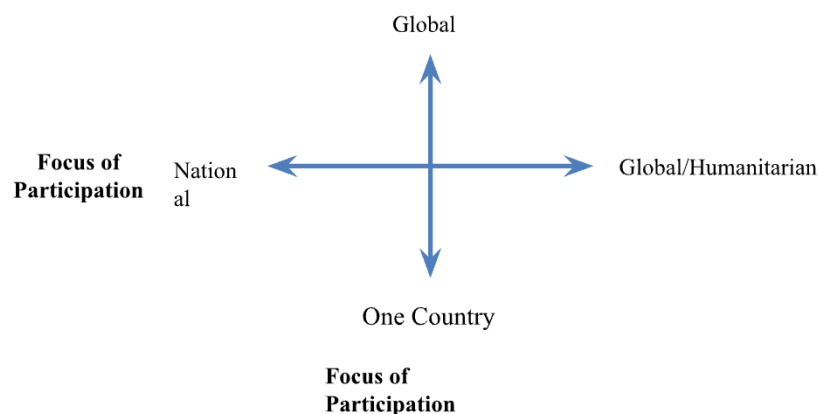 Global
Focus of
Participation
Nation
al
Global/Humanitarian
One Country
Focus of
Participation